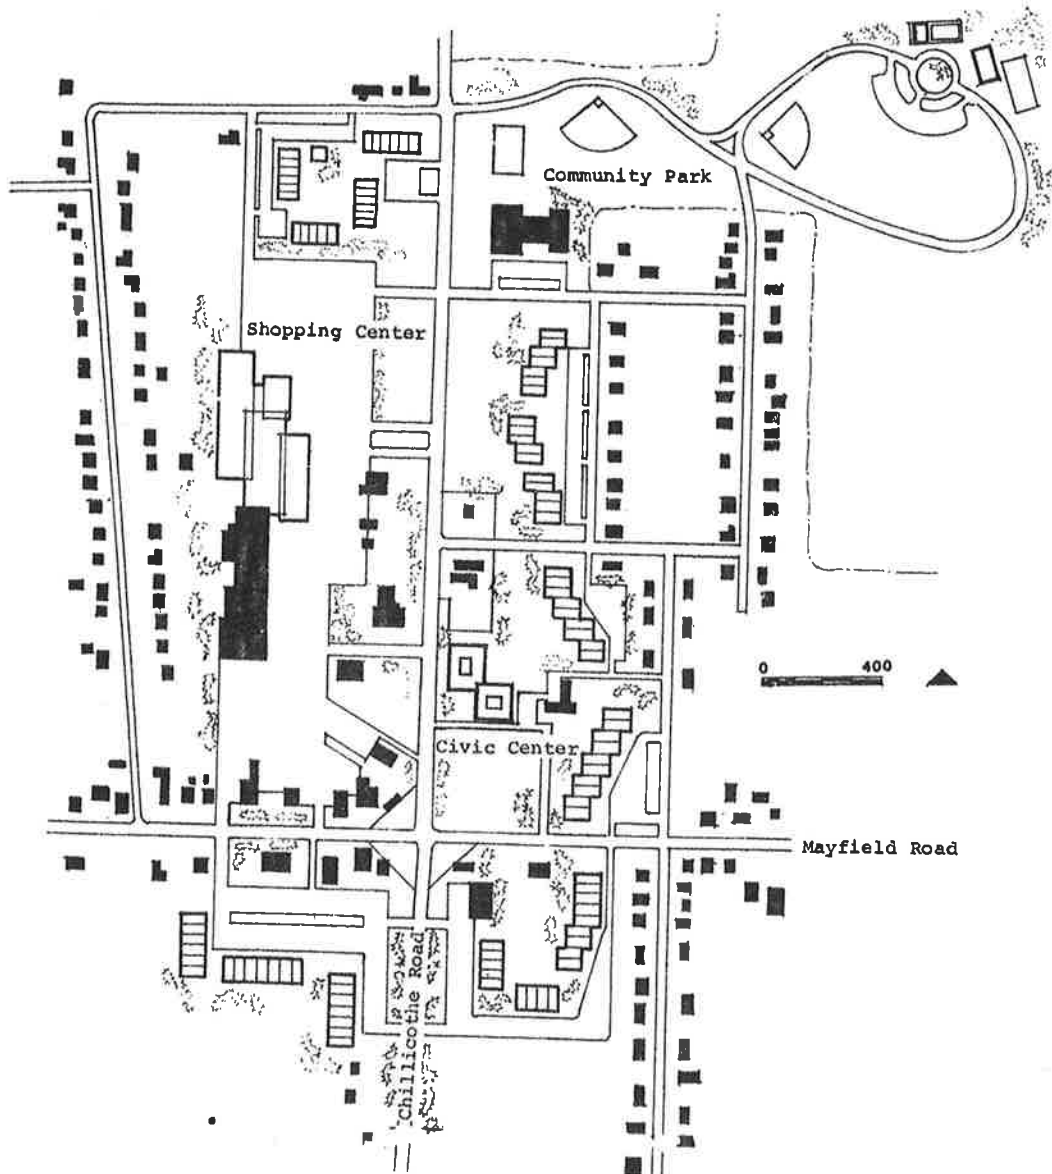 Community Park
Shopping Center
0 400
Civic Center
Mayfield Road
Chillicothe Road